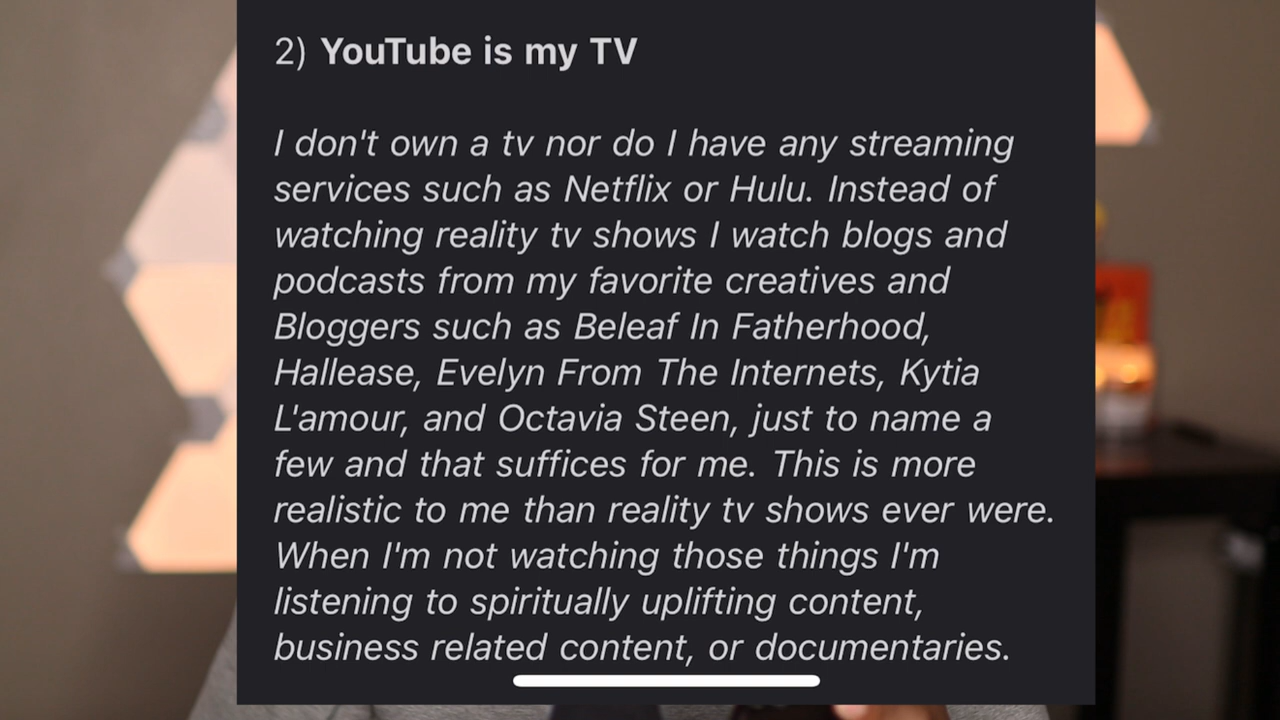 2) YouTube is my TV
I don't own a tv nor do I have any streaming
services such as Netflix or Hulu. Instead of
watching reality tv shows I watch blogs and
podcasts from my favorite creatives and
Bloggers such as Beleaf In Fatherhood,
Hallease, Evelyn From The Internets, Kytia
L'amour, and Octavia Steen, just to name a
few and that suffices for me. This is more
realistic to me than reality tv shows ever were.
When I'm not watching those things I'm
listening to spiritually uplifting content,
business related content, or documentaries.